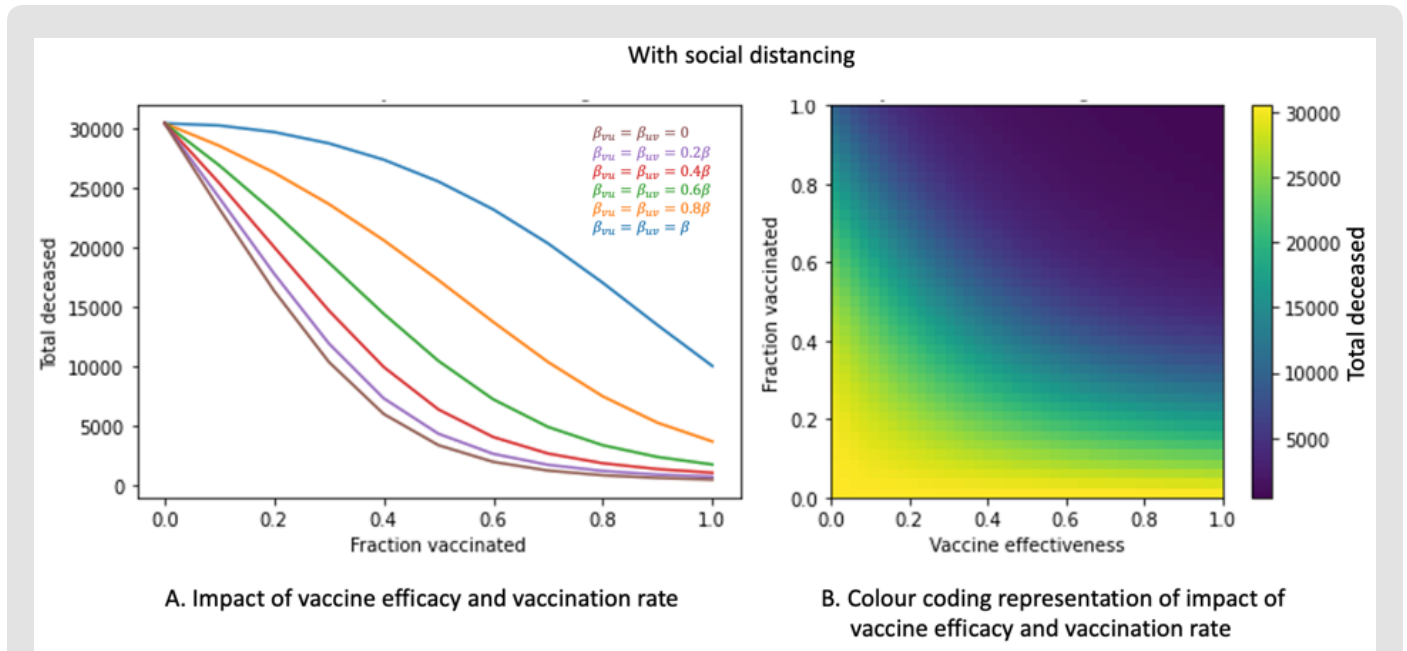 With social distancing
30000
25000
20000
15000
10000
5000
0
Total deceased
β_vu = β_uv = 0
β_vu = β_uv = 0.2β
β_vu = β_uv = 0.4β
β_vu = β_uv = 0.6β
β_vu = β_uv = 0.8β
β_vu = β_uv = β
0.0 0.2 0.4 0.6 0.8 1.0
Fraction vaccinated
A. Impact of vaccine efficacy and vaccination rate
1.0
0.8
0.6
0.4
0.2
0.0
Fraction vaccinated
0.0 0.2 0.4 0.6 0.8 1.0
Vaccine effectiveness
30000
25000
20000
15000
10000
5000
Total deceased
B. Colour coding representation of impact of
vaccine efficacy and vaccination rate